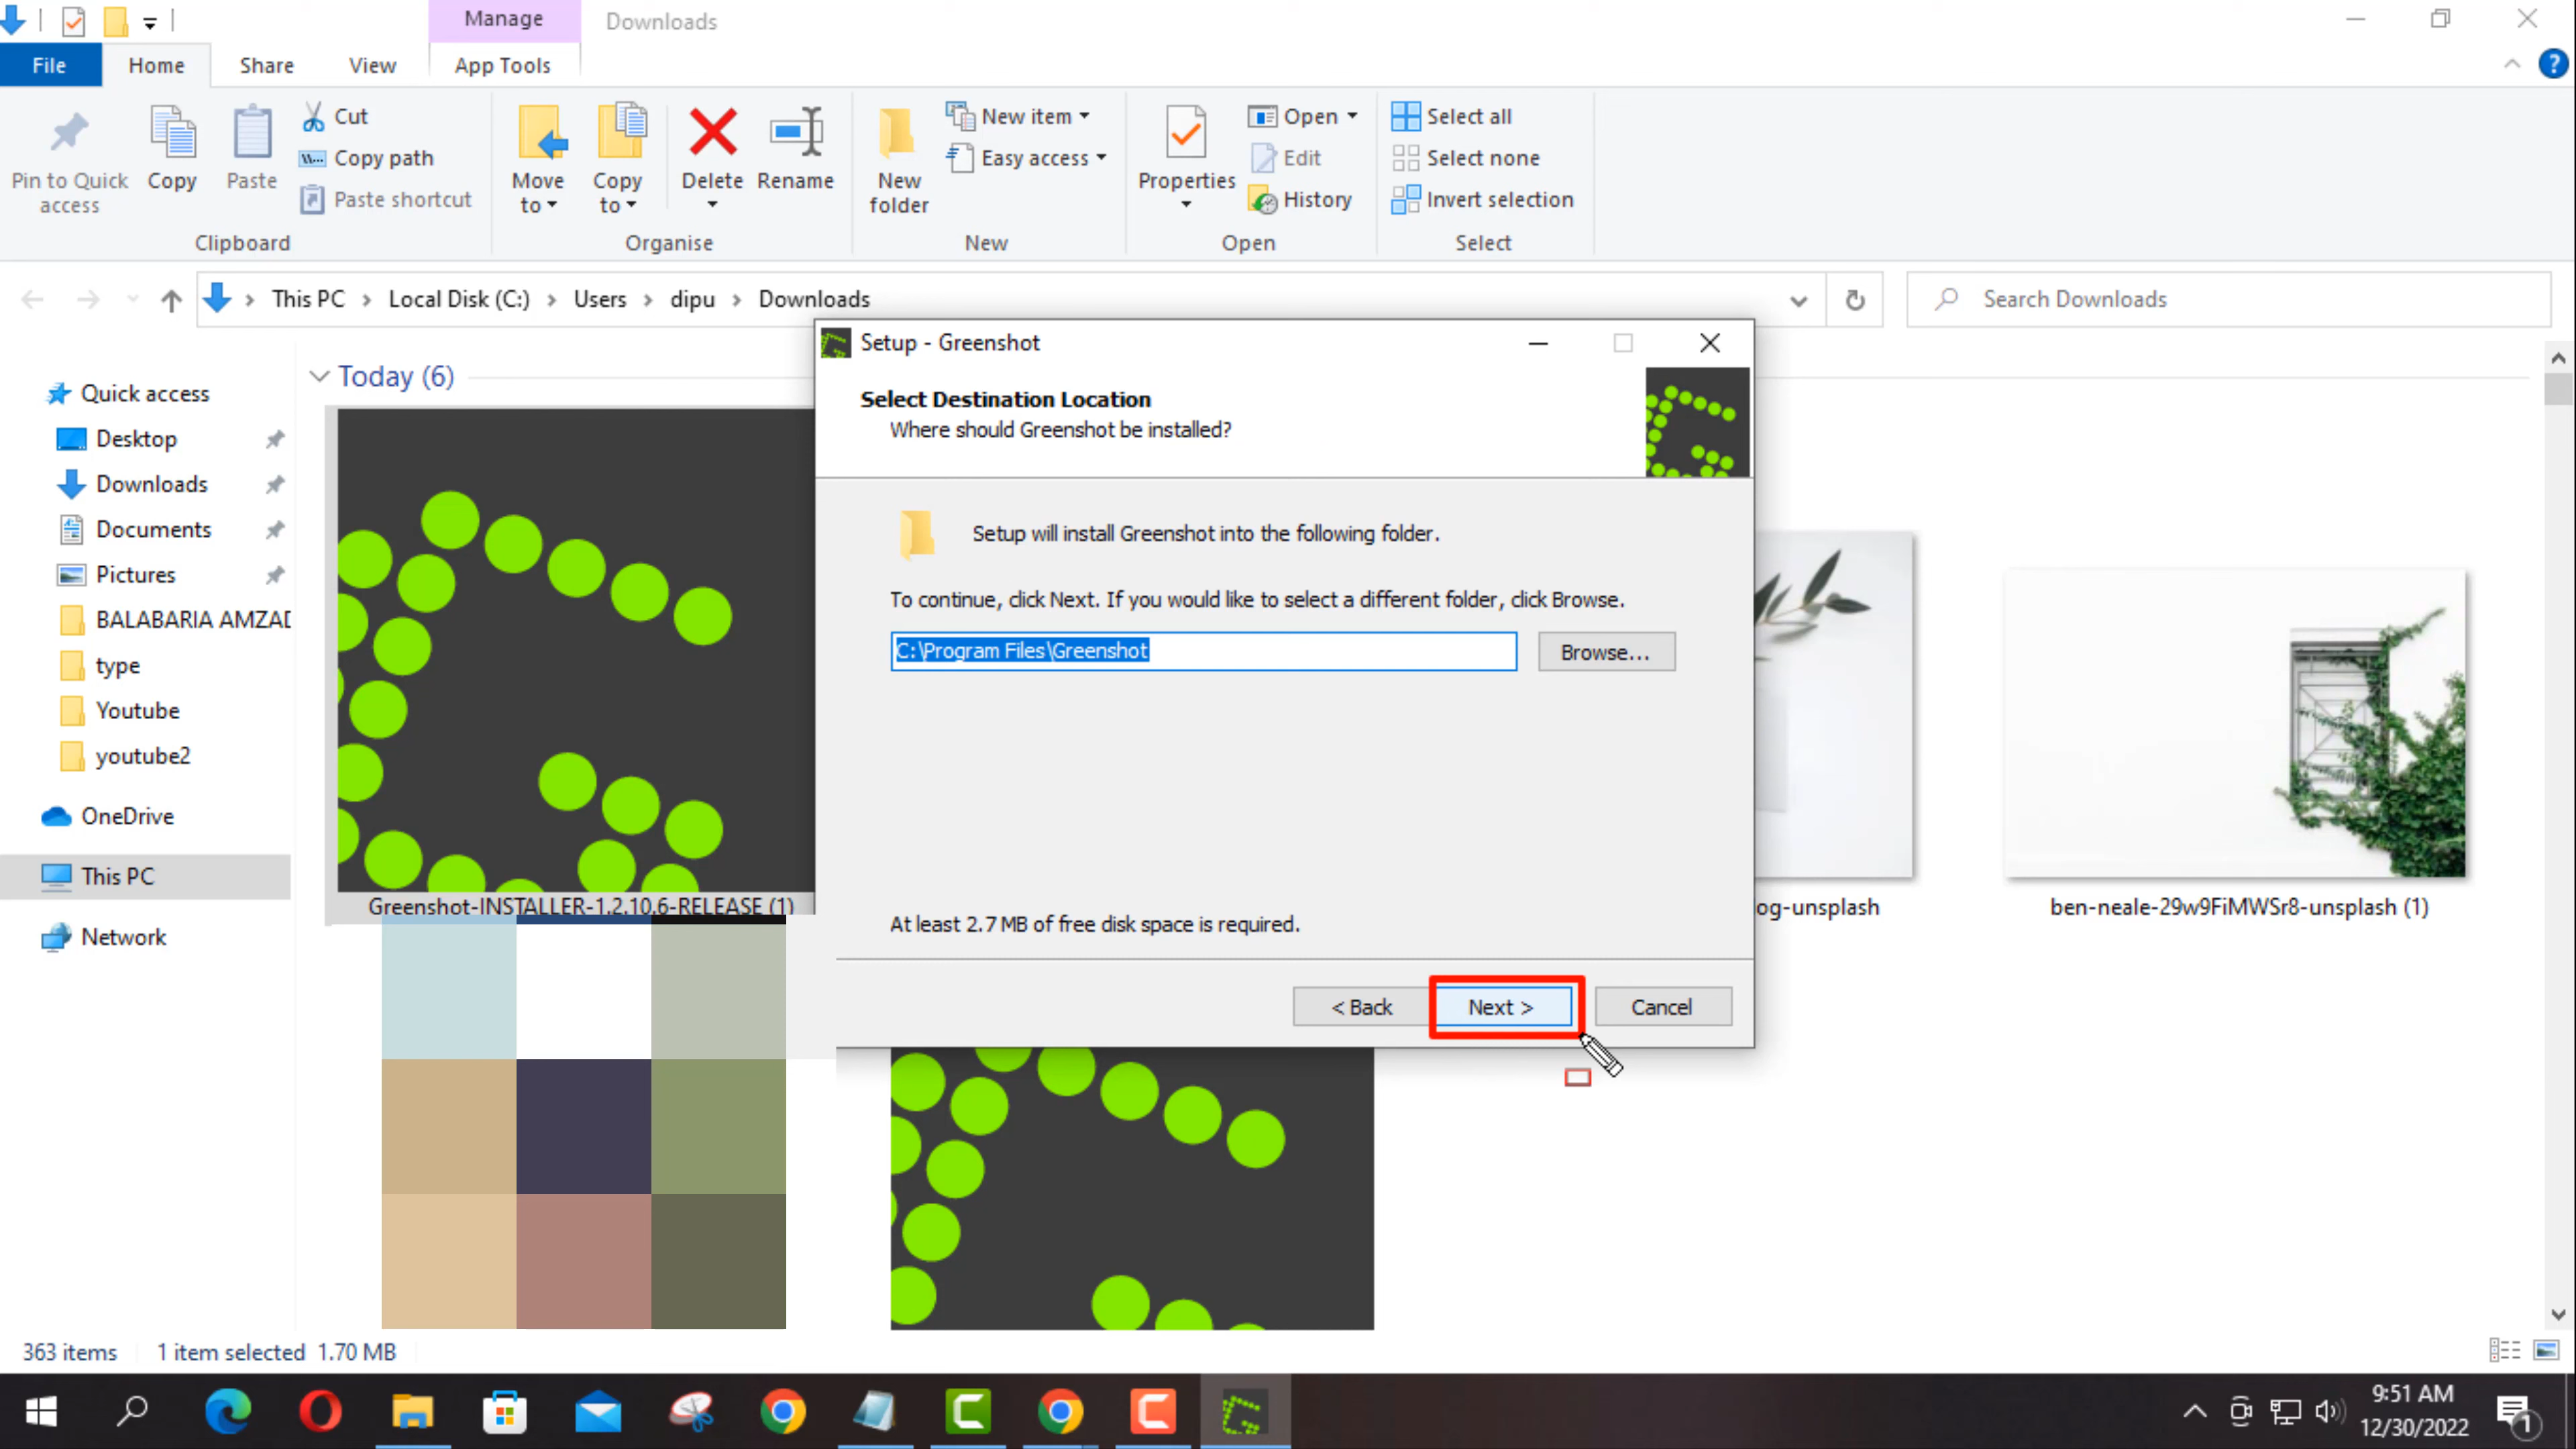 Manage
Downloads
File
Home
Share
View
App Tools
Pin to Quick access
Copy
Paste
Cut
Copy path
Paste shortcut
Clipboard
Move to
Copy to
Delete
Rename
Organise
New folder
New item
Easy access
New
Properties
Open
Edit
History
Open
Select all
Select none
Invert selection
Select
This PC > Local Disk (C:) > Users > dipu > Downloads
Search Downloads
Quick access
Desktop
Downloads
Documents
Pictures
BALABARIA AMZAD
type
Youtube
youtube2
OneDrive
This PC
Network
Today (6)
Greenshot-INSTALLER-1.2.10.6-RELEASE (1)
og-unsplash
ben-neale-29w9FiMWSr8-unsplash (1)
Setup - Greenshot
Select Destination Location
Where should Greenshot be installed?
Setup will install Greenshot into the following folder.
To continue, click Next. If you would like to select a different folder, click Browse.
C:\Program Files\Greenshot
Browse...
At least 2.7 MB of free disk space is required.
< Back
Next >
Cancel
363 items
1 item selected 1.70 MB
9:51 AM
12/30/2022
1